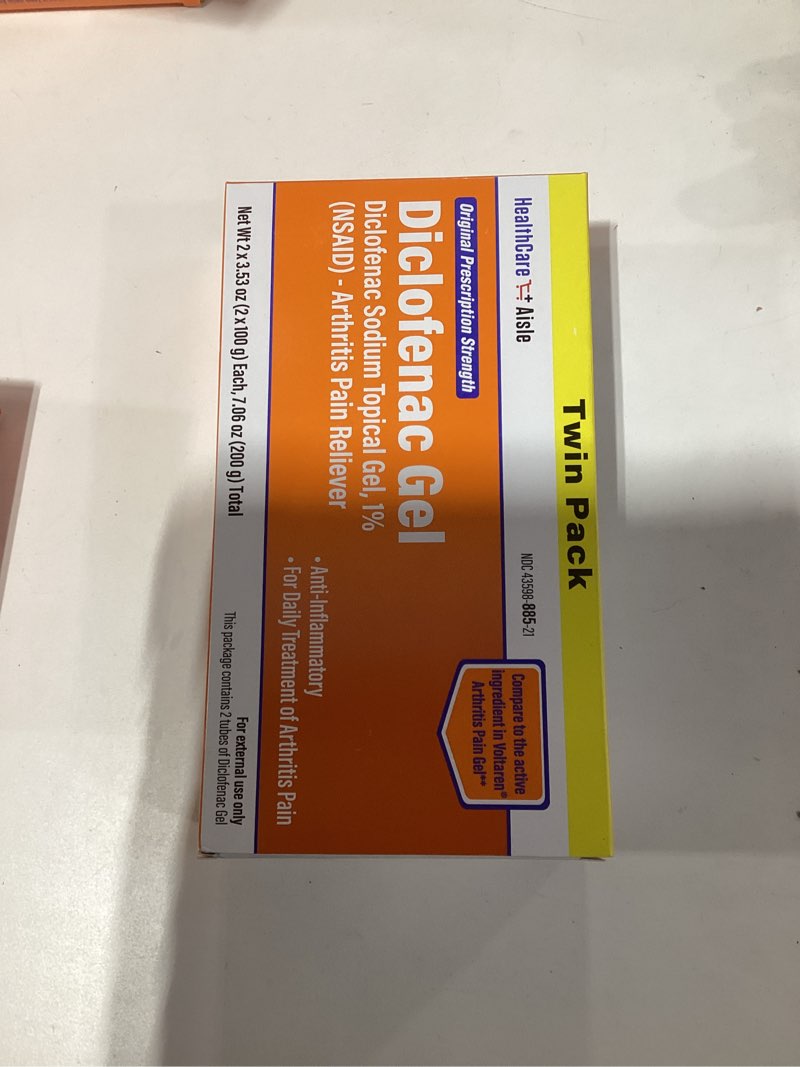 Twin Pack
HealthCare Aisle
NDC 43598-885-21
Original Prescription Strength
Compare to the active
ingredient in Voltaren®
Arthritis Pain Gel**
Diclofenac Gel
Diclofenac Sodium Topical Gel, 1%
(NSAID) - Arthritis Pain Reliever
• Anti-Inflammatory
• For Daily Treatment of Arthritis Pain
Net Wt 2 x 3.53 oz (2 x 100 g) Each, 7.06 oz (200 g) Total
For external use only
This package contains 2 tubes of Diclofenac Gel